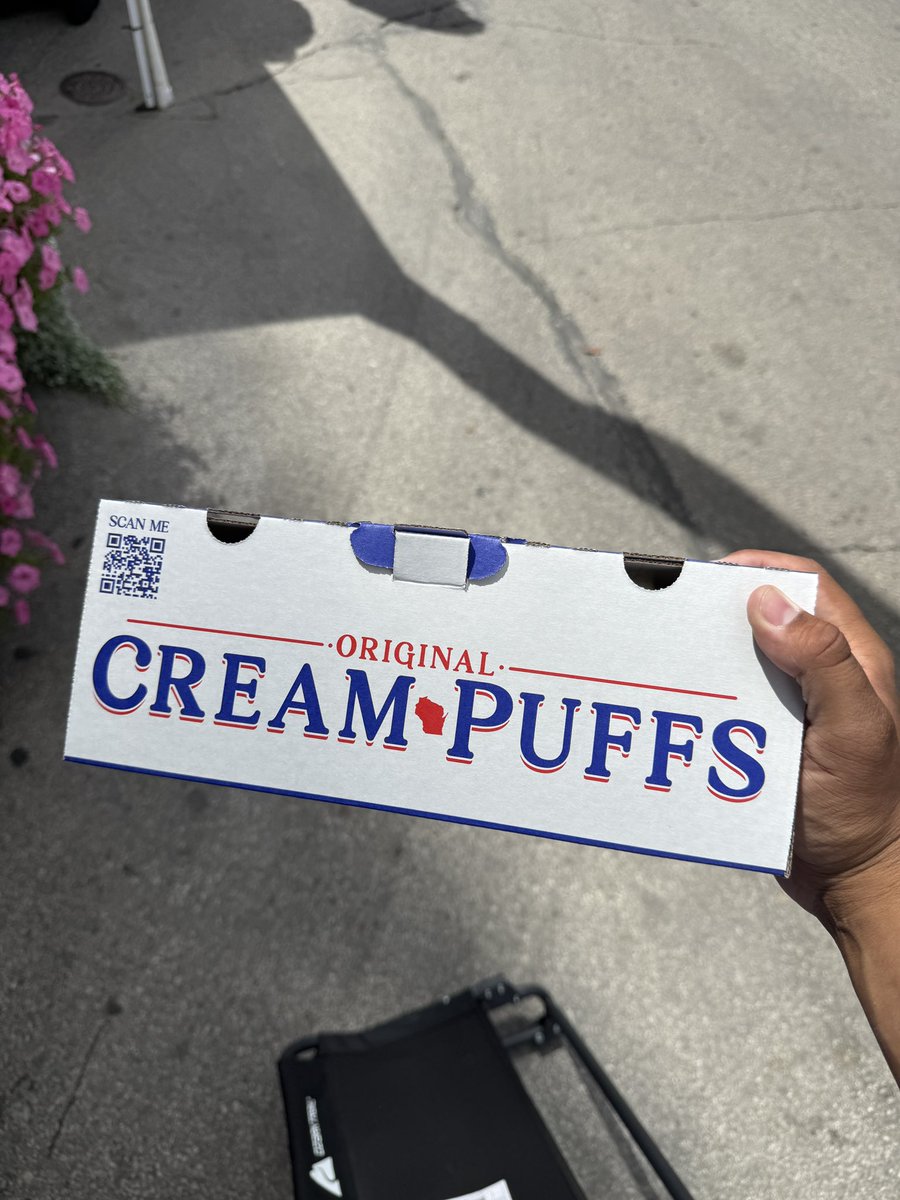 SCAN ME
·ORIGINAL·
CREAM PUFFS